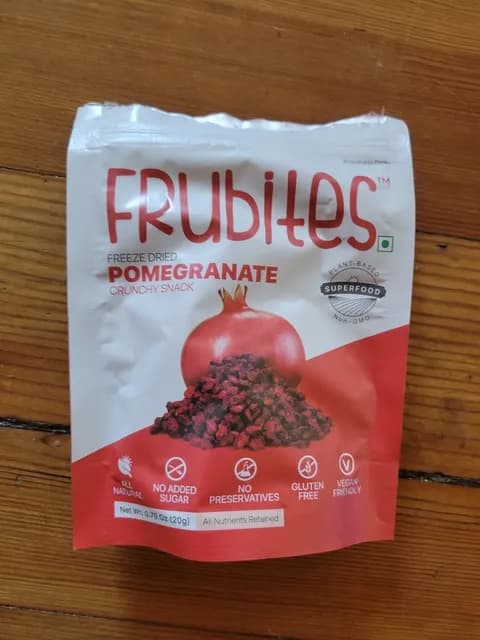 FRUbitES™
FREEZE DRIED
POMEGRANATE
CRUNCHY SNACK
PLANT-BASED
SUPERFOOD
NON-GMO
ALL NATURAL
NO ADDED SUGAR
NO PRESERVATIVES
GLUTEN FREE
VEGAN FRIENDLY
Net Wt. 0.70 Oz (20g)
All Nutrients Retained